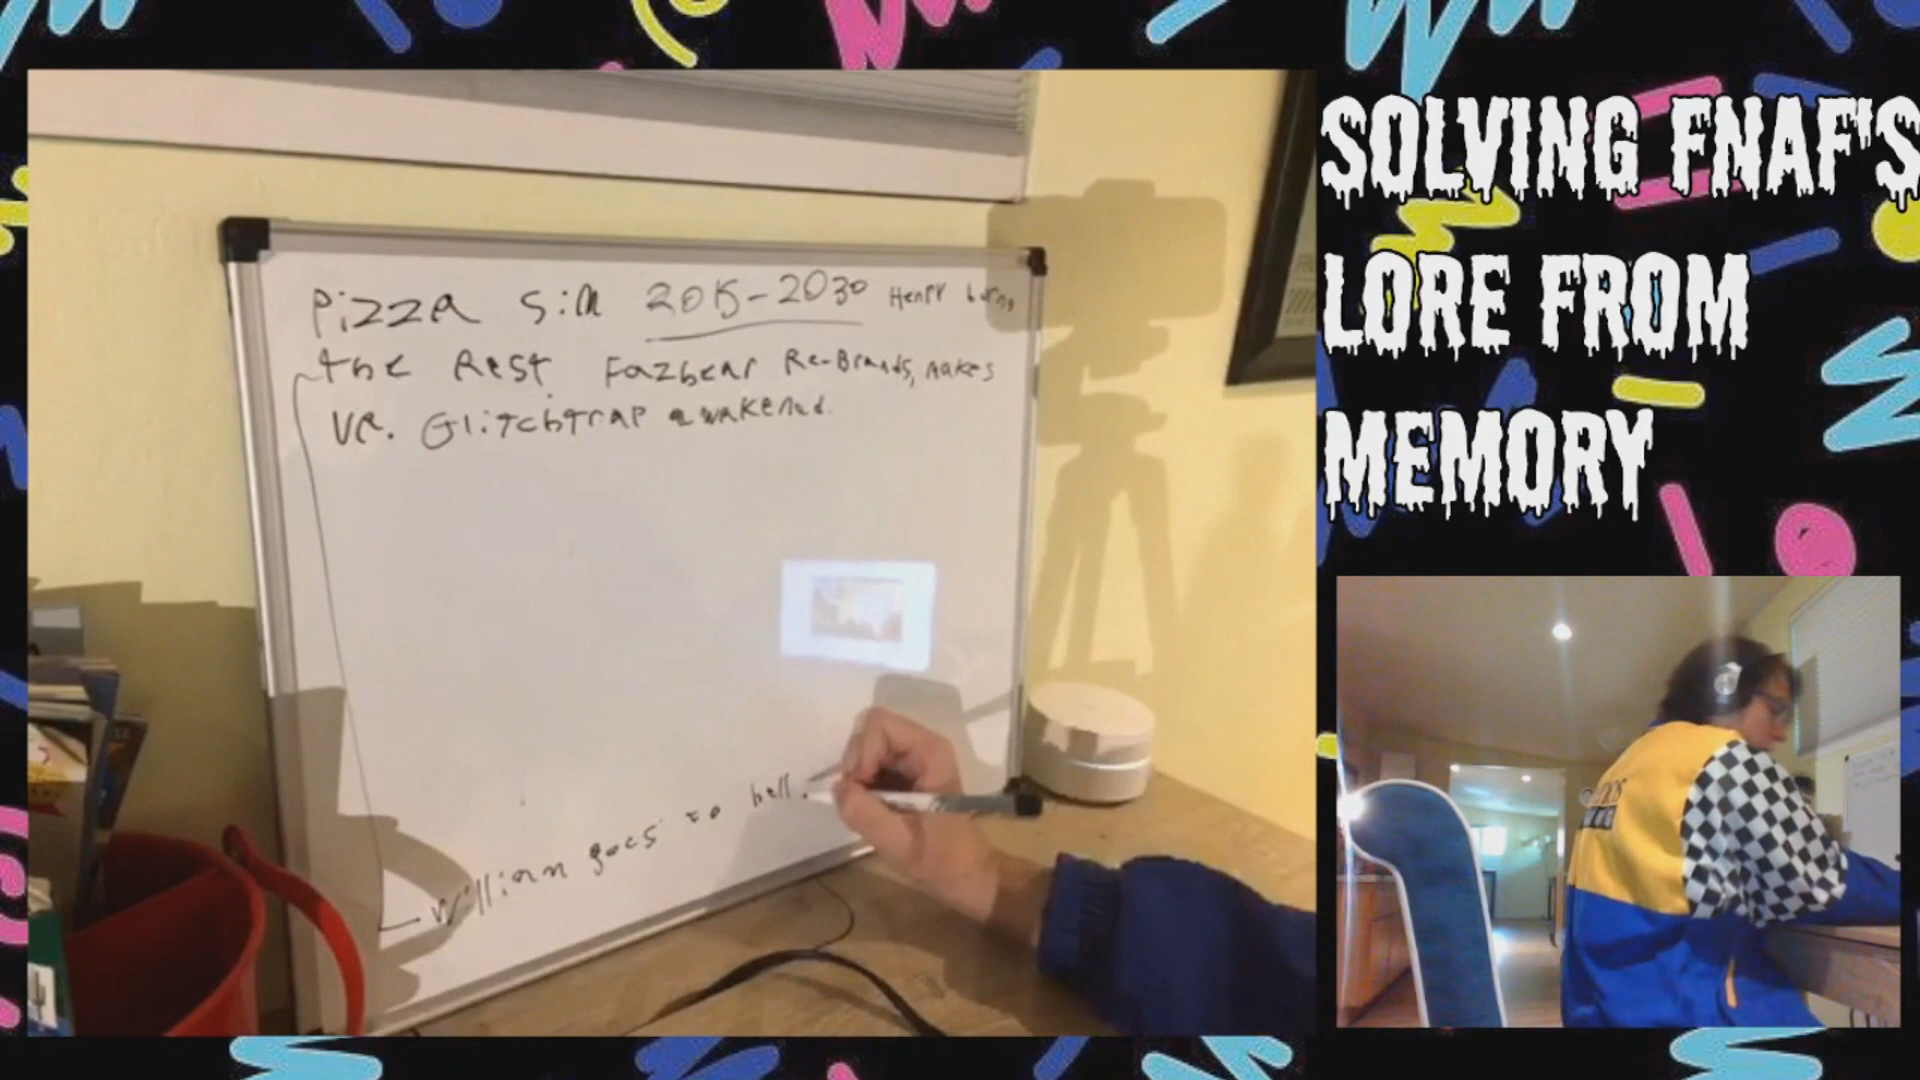 Pizza Sim 2015-2030 Henry burns
the Rest. Fazbear Re-Brands, makes
VR. Glitchtrap awakened.
William goes to hell.
SOLVING FNAF'S
LORE FROM
MEMORY